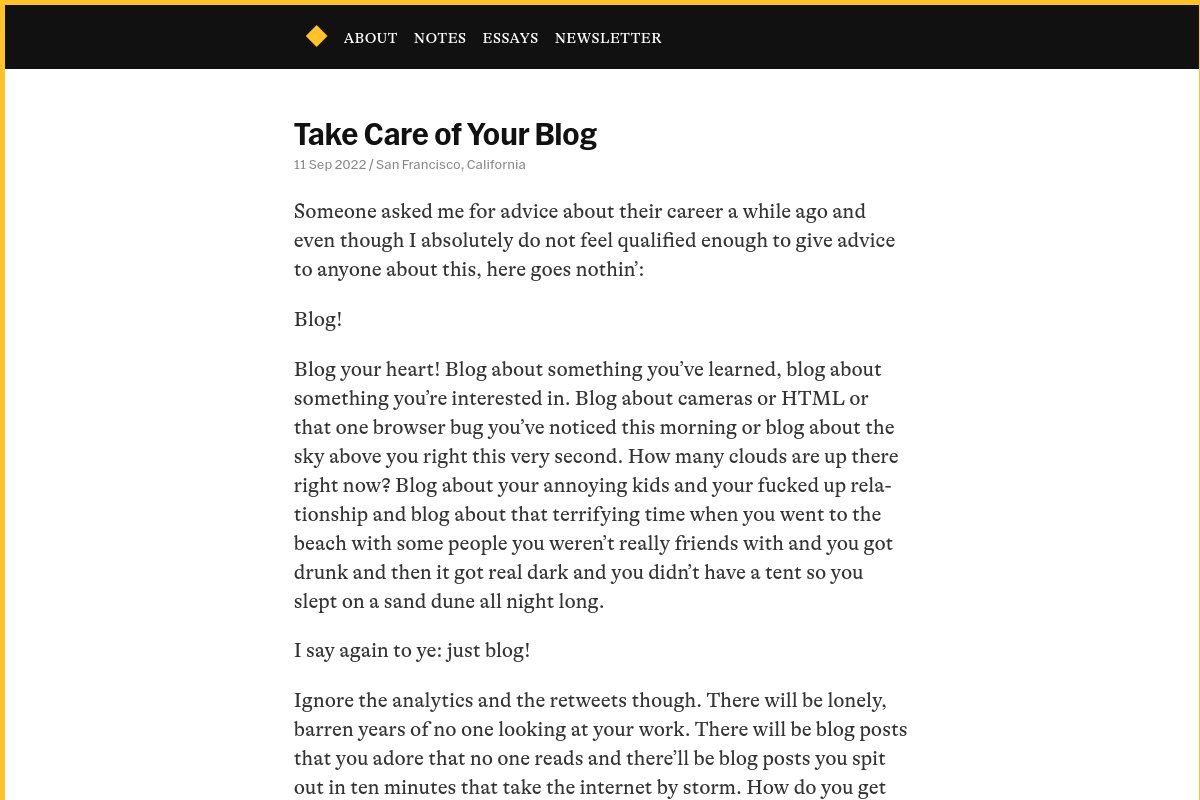 ABOUT NOTES ESSAYS NEWSLETTER
Take Care of Your Blog
11 Sep 2022 / San Francisco, California
Someone asked me for advice about their career a while ago and
even though I absolutely do not feel qualified enough to give advice
to anyone about this, here goes nothin’:
Blog!
Blog your heart! Blog about something you’ve learned, blog about
something you’re interested in. Blog about cameras or HTML or
that one browser bug you’ve noticed this morning or blog about the
sky above you right this very second. How many clouds are up there
right now? Blog about your annoying kids and your fucked up rela-
tionship and blog about that terrifying time when you went to the
beach with some people you weren’t really friends with and you got
drunk and then it got real dark and you didn’t have a tent so you
slept on a sand dune all night long.
I say again to ye: just blog!
Ignore the analytics and the retweets though. There will be lonely,
barren years of no one looking at your work. There will be blog posts
that you adore that no one reads and there’ll be blog posts you spit
out in ten minutes that take the internet by storm. How do you get